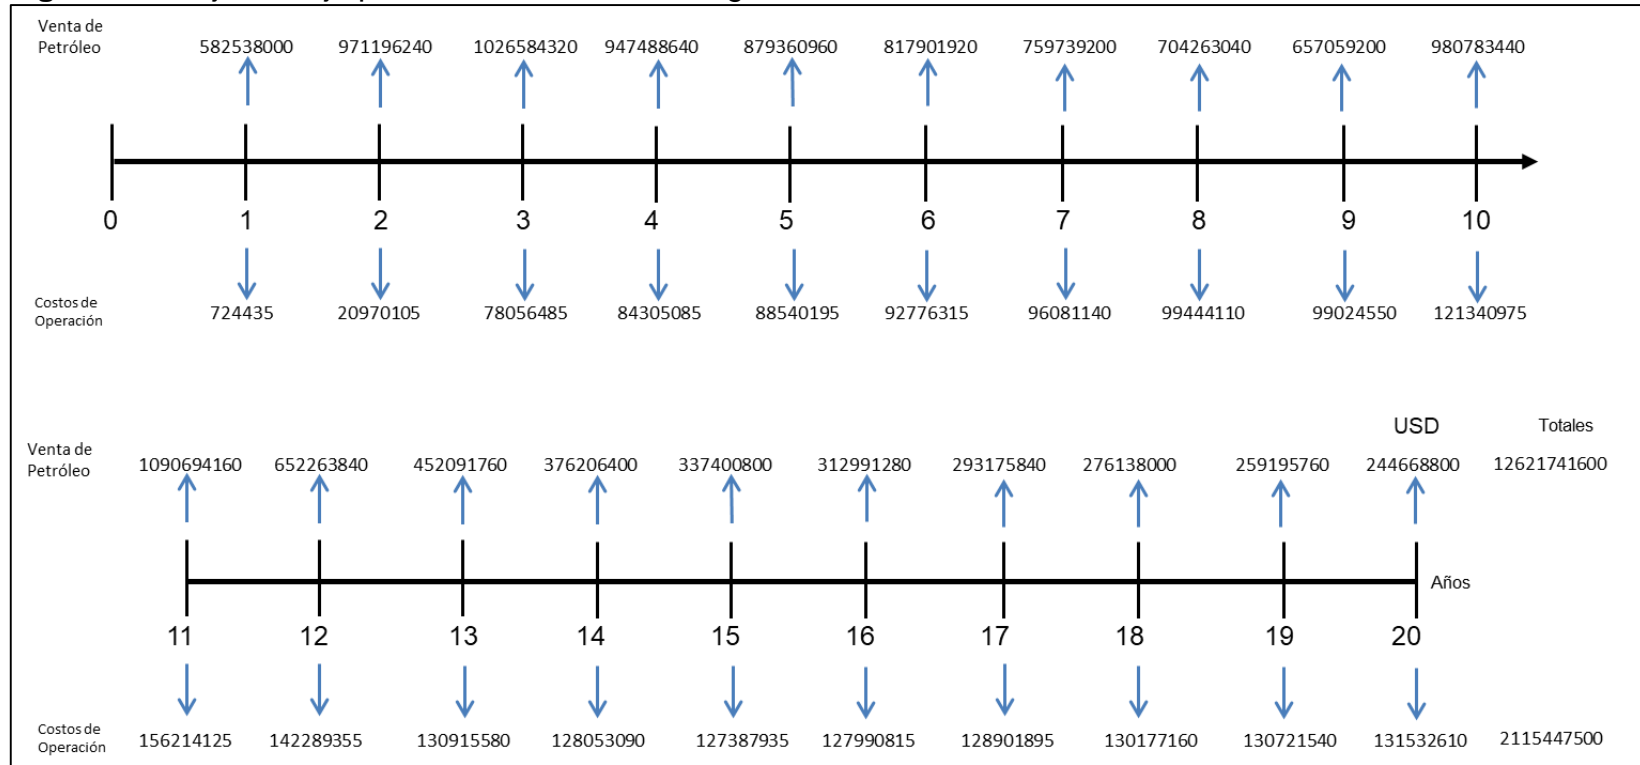 Venta de
Petróleo 582538000 971196240 1026584320 947488640 879360960 817901920 759739200 704263040 657059200 980783440
0 1 2 3 4 5 6 7 8 9 10
Costos de
Operación 724435 20970105 78056485 84305085 88540195 92776315 96081140 99444110 99024550 121340975
USD Totales
Venta de
Petróleo 1090694160 652263840 452091760 376206400 337400800 312991280 293175840 276138000 259195760 244668800 12621741600
Años
11 12 13 14 15 16 17 18 19 20
Costos de
Operación 156214125 142289355 130915580 128053090 127387935 127990815 128901895 130177160 130721540 131532610 2115447500